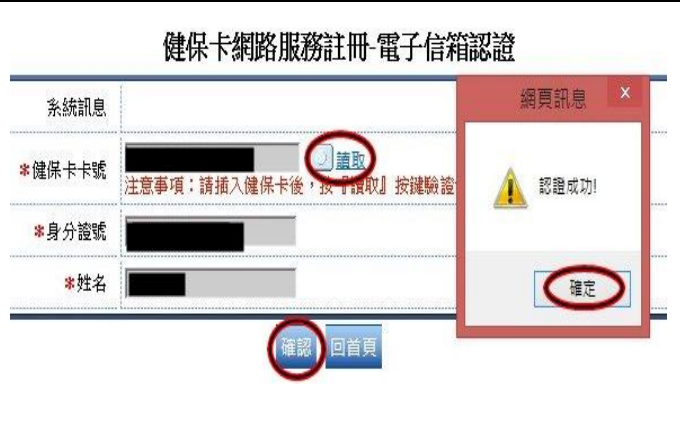 健保卡網路服務註冊-電子信箱認證
系統訊息
*健保卡卡號 讀取
注意事項：請插入健保卡後，按『讀取』按鍵驗證
*身分證號
*姓名
確認 回首頁
網頁訊息 x
認證成功!
確定